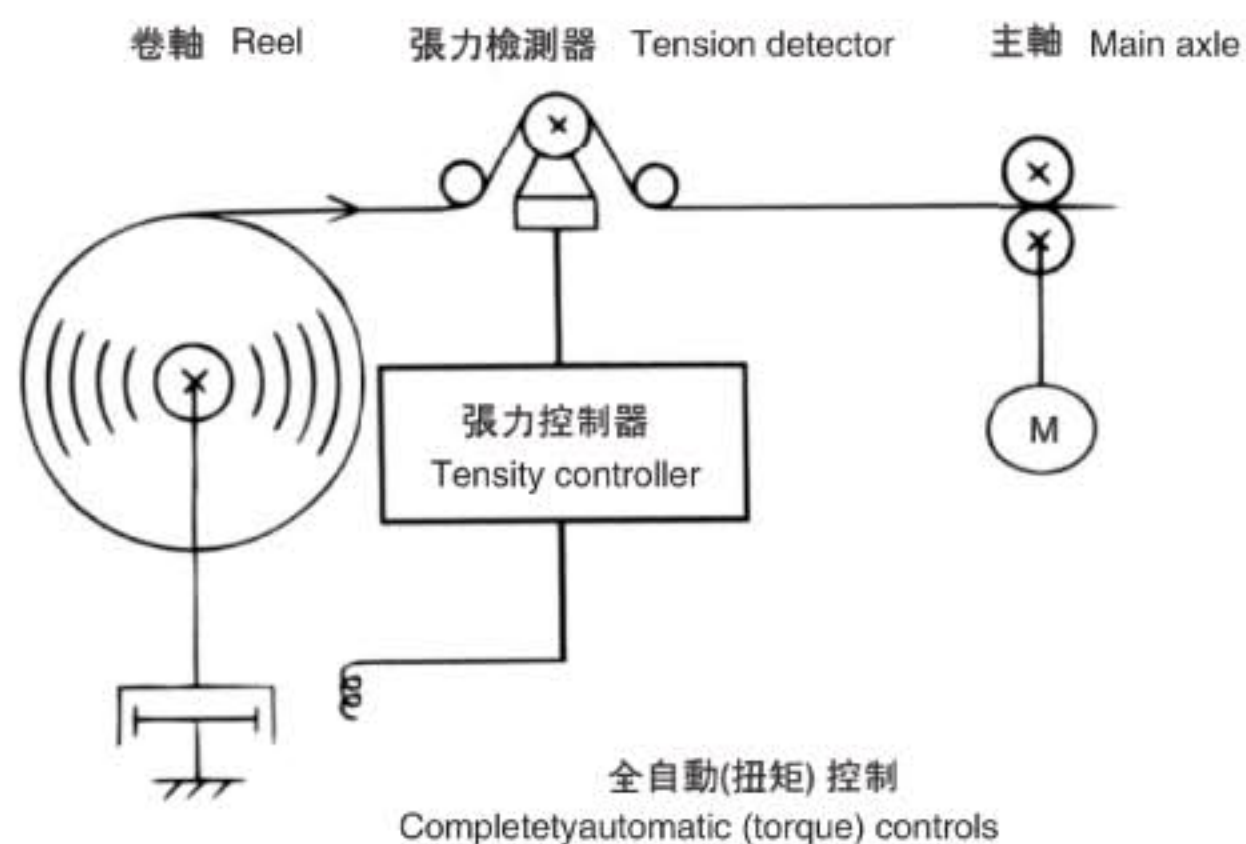 卷軸 Reel
張力檢測器 Tension detector
主軸 Main axle
M
張力控制器
Tensity controller
全自動(扭矩) 控制
Completetyautomatic (torque) controls